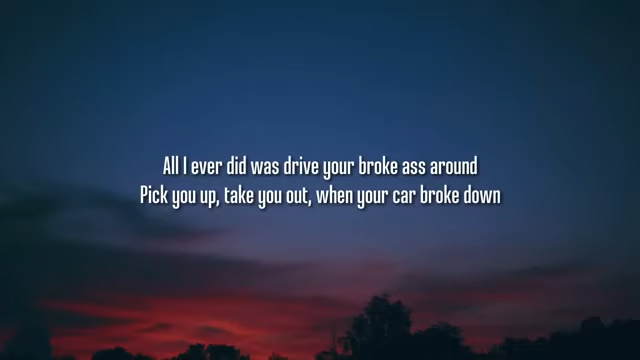 All I ever did was drive your broke ass around
Pick you up, take you out, when your car broke down